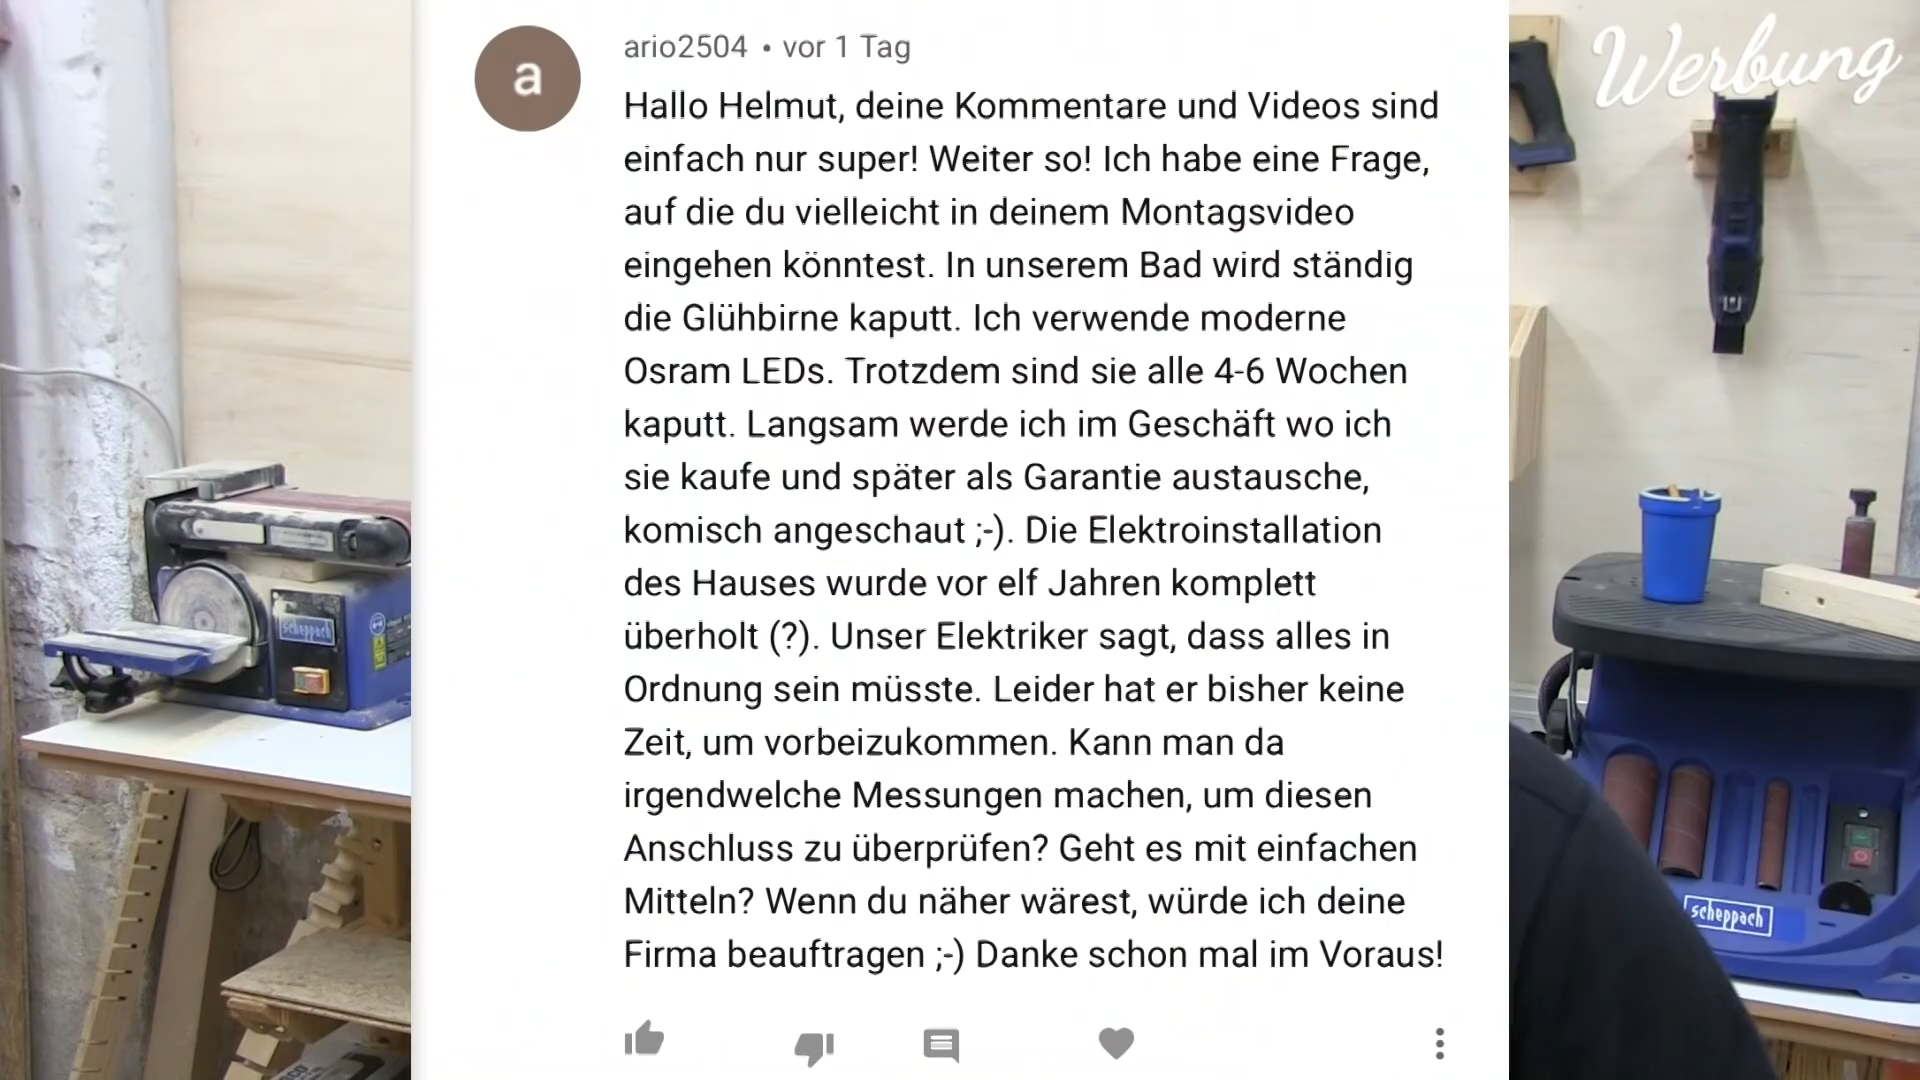 ario2504 • vor 1 Tag
a
Hallo Helmut, deine Kommentare und Videos sind
einfach nur super! Weiter so! Ich habe eine Frage,
auf die du vielleicht in deinem Montagsvideo
eingehen könntest. In unserem Bad wird ständig
die Glühbirne kaputt. Ich verwende moderne
Osram LEDs. Trotzdem sind sie alle 4-6 Wochen
kaputt. Langsam werde ich im Geschäft wo ich
sie kaufe und später als Garantie austausche,
komisch angeschaut ;-). Die Elektroinstallation
des Hauses wurde vor elf Jahren komplett
überholt (?). Unser Elektriker sagt, dass alles in
Ordnung sein müsste. Leider hat er bisher keine
Zeit, um vorbeizukommen. Kann man da
irgendwelche Messungen machen, um diesen
Anschluss zu überprüfen? Geht es mit einfachen
Mitteln? Wenn du näher wärest, würde ich deine
Firma beauftragen ;-) Danke schon mal im Voraus!
Werbung
scheppach
scheppach